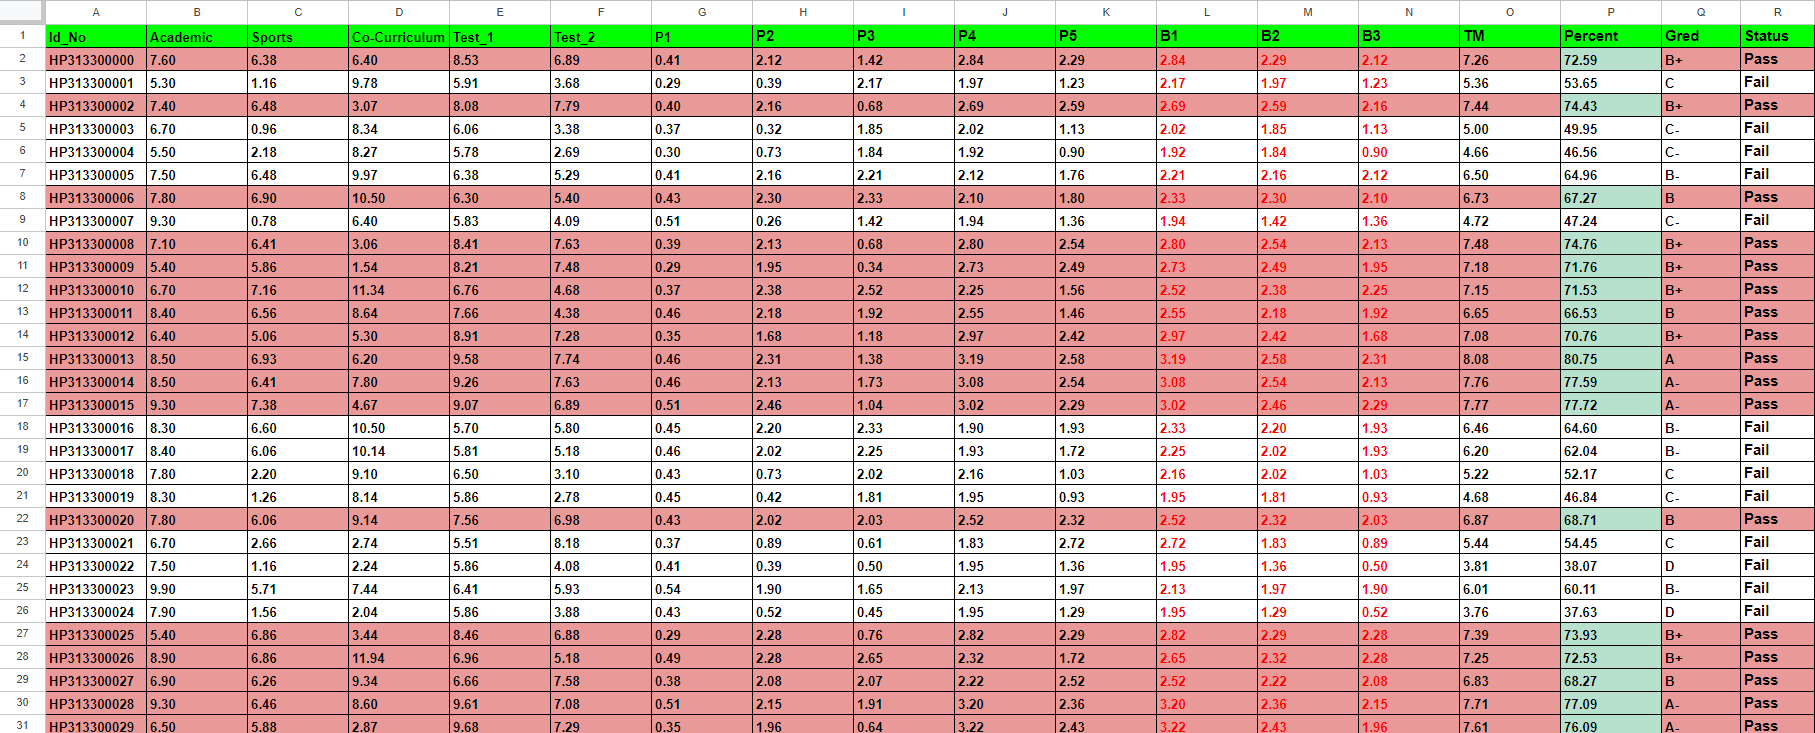 A B C D E F G H I J K L M N O P Q R
1 Id_No Academic Sports Co-Curriculum Test_1 Test_2 P1 P2 P3 P4 P5 B1 B2 B3 TM Percent Gred Status
2 HP313300000 7.60 6.38 6.40 8.53 6.89 0.41 2.12 1.42 2.84 2.29 2.84 2.29 2.12 7.26 72.59 B+ Pass
3 HP313300001 5.30 1.16 9.78 5.91 3.68 0.29 0.39 2.17 1.97 1.23 2.17 1.97 1.23 5.36 53.65 C Fail
4 HP313300002 7.40 6.48 3.07 8.08 7.79 0.40 2.16 0.68 2.69 2.59 2.69 2.59 2.16 7.44 74.43 B+ Pass
5 HP313300003 6.70 0.96 8.34 6.06 3.38 0.37 0.32 1.85 2.02 1.13 2.02 1.85 1.13 5.00 49.95 C- Fail
6 HP313300004 5.50 2.18 8.27 5.78 2.69 0.30 0.73 1.84 1.92 0.90 1.92 1.84 0.90 4.66 46.56 C- Fail
7 HP313300005 7.50 6.48 9.97 6.38 5.29 0.41 2.16 2.21 2.12 1.76 2.21 2.16 2.12 6.50 64.96 B- Fail
8 HP313300006 7.80 6.90 10.50 6.30 5.40 0.43 2.30 2.33 2.10 1.80 2.33 2.30 2.10 6.73 67.27 B Pass
9 HP313300007 9.30 0.78 6.40 5.83 4.09 0.51 0.26 1.42 1.94 1.36 1.94 1.42 1.36 4.72 47.24 C- Fail
10 HP313300008 7.10 6.41 3.06 8.41 7.63 0.39 2.13 0.68 2.80 2.54 2.80 2.54 2.13 7.48 74.76 B+ Pass
11 HP313300009 5.40 5.86 1.54 8.21 7.48 0.29 1.95 0.34 2.73 2.49 2.73 2.49 1.95 7.18 71.76 B+ Pass
12 HP313300010 6.70 7.16 11.34 6.76 4.68 0.37 2.38 2.52 2.25 1.56 2.52 2.38 2.25 7.15 71.53 B+ Pass
13 HP313300011 8.40 6.56 8.64 7.66 4.38 0.46 2.18 1.92 2.55 1.46 2.55 2.18 1.92 6.65 66.53 B Pass
14 HP313300012 6.40 5.06 5.30 8.91 7.28 0.35 1.68 1.18 2.97 2.42 2.97 2.42 1.68 7.08 70.76 B+ Pass
15 HP313300013 8.50 6.93 6.20 9.58 7.74 0.46 2.31 1.38 3.19 2.58 3.19 2.58 2.31 8.08 80.75 A Pass
16 HP313300014 8.50 6.41 7.80 9.26 7.63 0.46 2.13 1.73 3.08 2.54 3.08 2.54 2.13 7.76 77.59 A- Pass
17 HP313300015 9.30 7.38 4.67 9.07 6.89 0.51 2.46 1.04 3.02 2.29 3.02 2.46 2.29 7.77 77.72 A- Pass
18 HP313300016 8.30 6.60 10.50 5.70 5.80 0.45 2.20 2.33 1.90 1.93 2.33 2.20 1.93 6.46 64.60 B- Fail
19 HP313300017 8.40 6.06 10.14 5.81 5.18 0.46 2.02 2.25 1.93 1.72 2.25 2.02 1.93 6.20 62.04 B- Fail
20 HP313300018 7.80 2.20 9.10 6.50 3.10 0.43 0.73 2.02 2.16 1.03 2.16 2.02 1.03 5.22 52.17 C Fail
21 HP313300019 8.30 1.26 8.14 5.86 2.78 0.45 0.42 1.81 1.95 0.93 1.95 1.81 0.93 4.68 46.84 C- Fail
22 HP313300020 7.80 6.06 9.14 7.56 6.98 0.43 2.02 2.03 2.52 2.32 2.52 2.32 2.03 6.87 68.71 B Pass
23 HP313300021 6.70 2.66 2.74 5.51 8.18 0.37 0.89 0.61 1.83 2.72 2.72 1.83 0.89 5.44 54.45 C Fail
24 HP313300022 7.50 1.16 2.24 5.86 4.08 0.41 0.39 0.50 1.95 1.36 1.95 1.36 0.50 3.81 38.07 D Fail
25 HP313300023 9.90 5.71 7.44 6.41 5.93 0.54 1.90 1.65 2.13 1.97 2.13 1.97 1.90 6.01 60.11 B- Fail
26 HP313300024 7.90 1.56 2.04 5.86 3.88 0.43 0.52 0.45 1.95 1.29 1.95 1.29 0.52 3.76 37.63 D Fail
27 HP313300025 5.40 6.86 3.44 8.46 6.88 0.29 2.28 0.76 2.82 2.29 2.82 2.29 2.28 7.39 73.93 B+ Pass
28 HP313300026 8.90 6.86 11.94 6.96 5.18 0.49 2.28 2.65 2.32 1.72 2.65 2.32 2.28 7.25 72.53 B+ Pass
29 HP313300027 6.90 6.26 9.34 6.66 7.58 0.38 2.08 2.07 2.22 2.52 2.52 2.22 2.08 6.83 68.27 B Pass
30 HP313300028 9.30 6.46 8.60 9.61 7.08 0.51 2.15 1.91 3.20 2.36 3.20 2.36 2.15 7.71 77.09 A- Pass
31 HP313300029 6.50 5.88 2.87 9.68 7.29 0.35 1.96 0.64 3.22 2.43 3.22 2.43 1.96 7.61 76.09 A- Pass